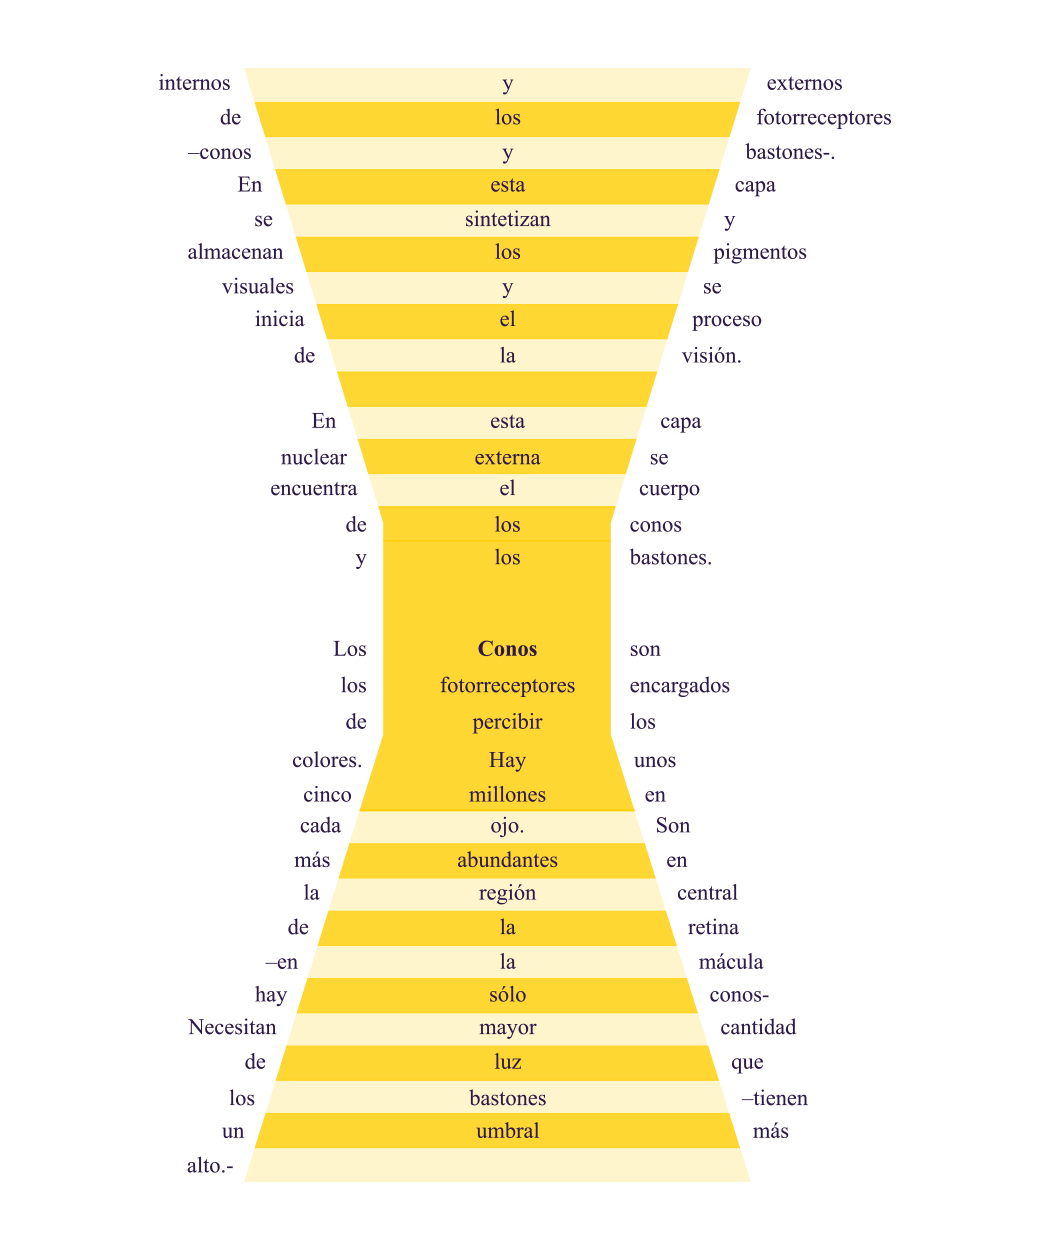 internos y externos
de los fotorreceptores
–conos y bastones-.
En esta capa
se sintetizan y
almacenan los pigmentos
visuales y se
inicia el proceso
de la visión.
En esta capa
nuclear externa se
encuentra el cuerpo
de los conos
y los bastones.
Los Conos son
los fotorreceptores encargados
de percibir los
colores. Hay unos
cinco millones en
cada ojo. Son
más abundantes en
la región central
de la retina
–en la mácula
hay sólo conos-
Necesitan mayor cantidad
de luz que
los bastones –tienen
un umbral más
alto.-